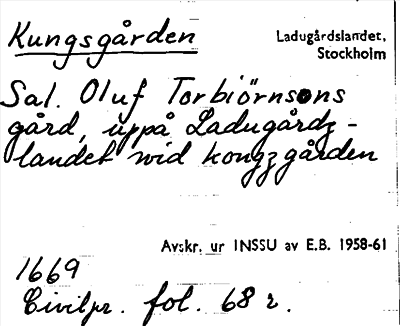 Kungsgården
Ladugårdslandet,
Stockholm
Sal. Oluf Torbiörnsons
gård, uppå Ladugårdz-
landet wid kongzgården
Avskr. ur INSSU av E.B. 1958-61
1669
Civilpr. fol. 68 r.